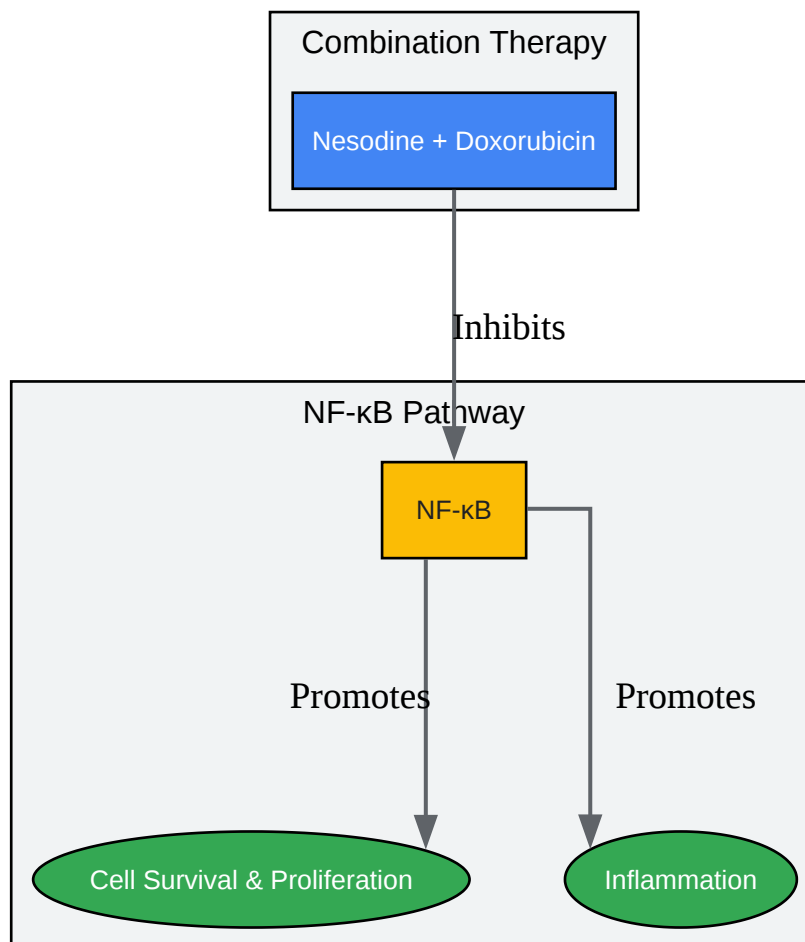 Combination Therapy
Nesodine + Doxorubicin
Inhibits
NF-κB Pathway
NF-κB
Promotes
Promotes
Cell Survival & Proliferation
Inflammation